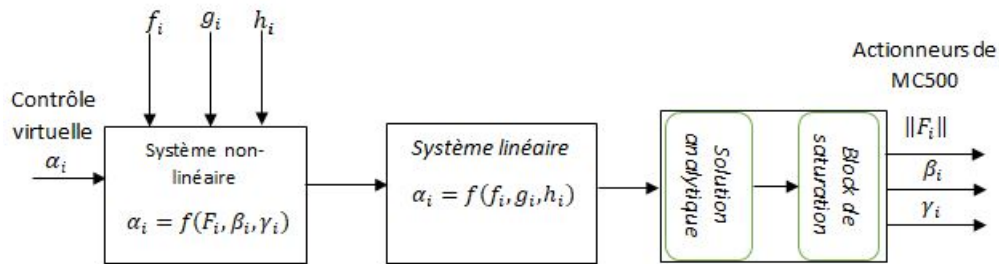 f_i g_i h_i
Contrôle
virtuelle
α_i
Système non-
linéaire
α_i = f(F_i, β_i, γ_i)
Système linéaire
α_i = f(f_i, g_i, h_i)
Solution
analytique
Block de
saturation
Actionneurs de
MC500
‖F_i‖
β_i
γ_i